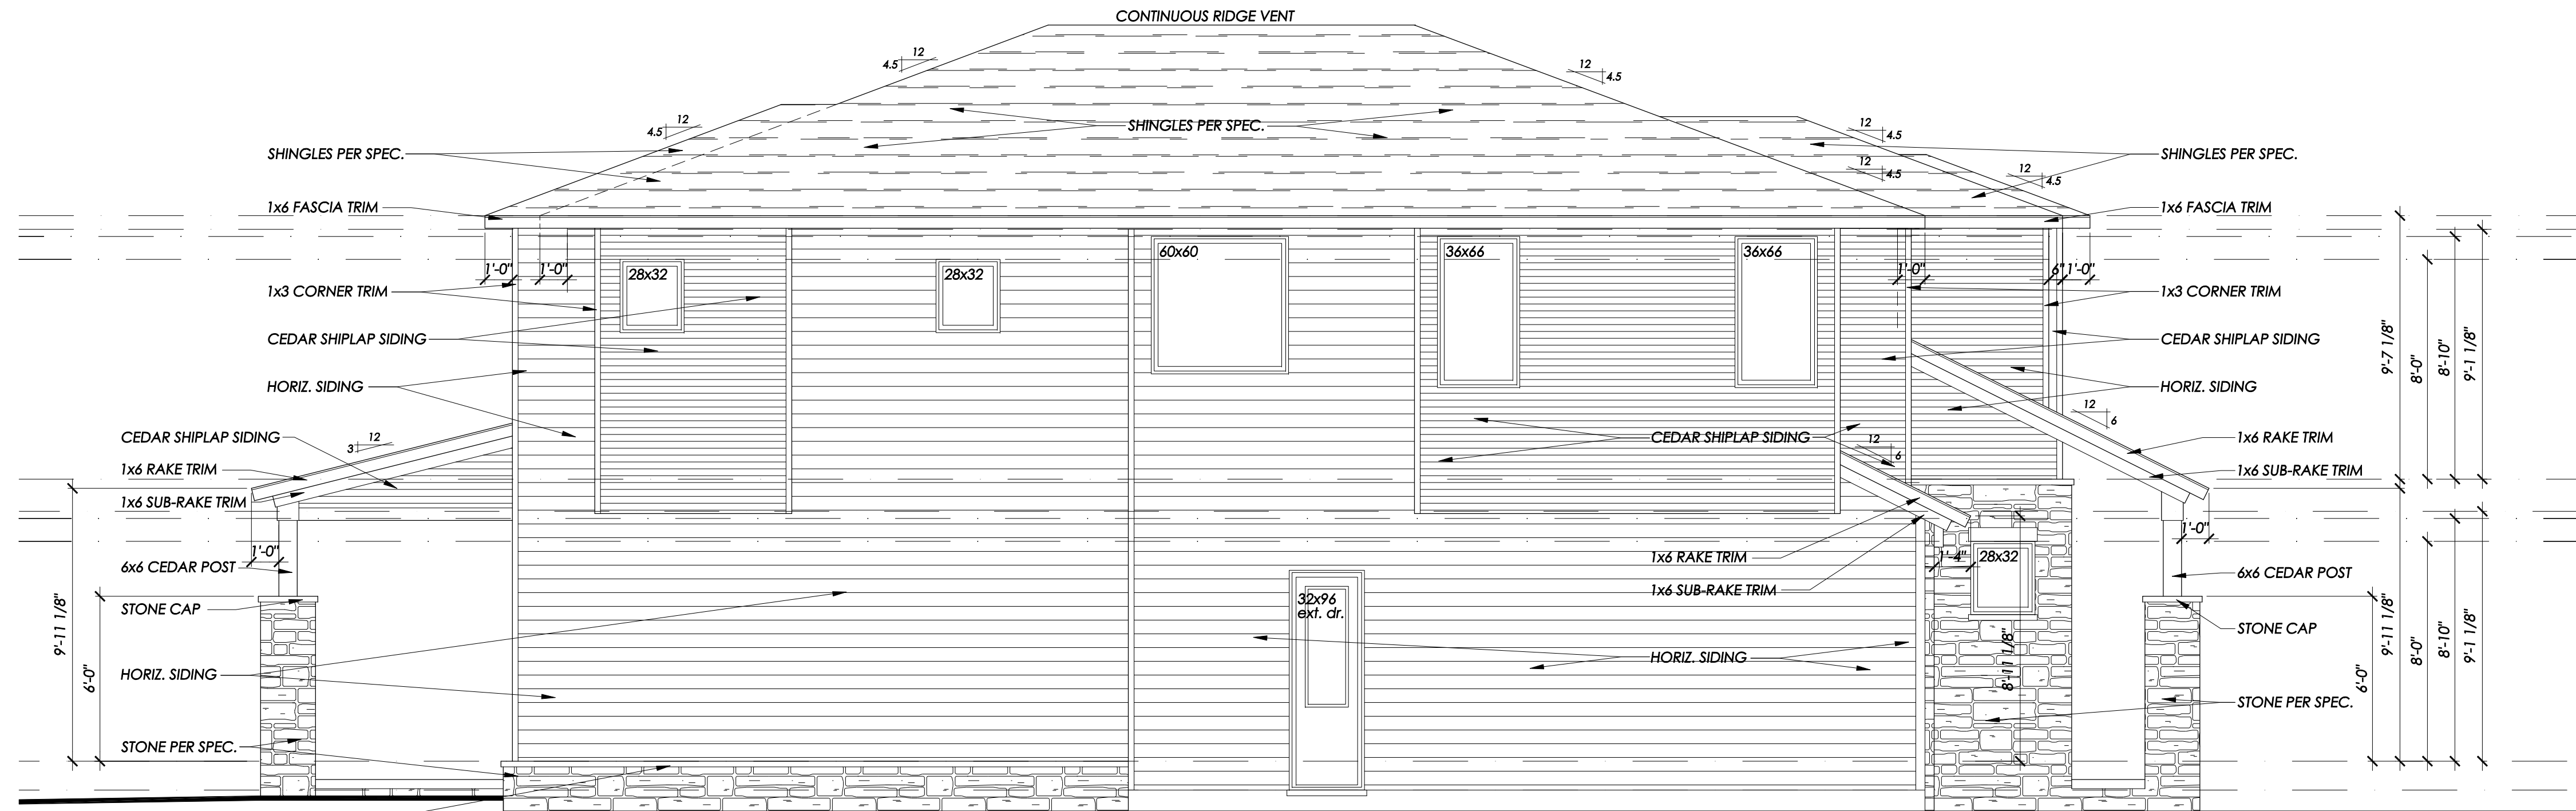 CONTINUOUS RIDGE VENT
12
4.5
12
4.5
12
4.5
SHINGLES PER SPEC.
12
4.5
SHINGLES PER SPEC.
12
4.5
12
4.5
SHINGLES PER SPEC.
1x6 FASCIA TRIM
1x6 FASCIA TRIM
60x60
36x66
36x66
28x32
28x32
1'-0"
1'-0"
1'-0"
6"
1'-0"
1x3 CORNER TRIM
1x3 CORNER TRIM
CEDAR SHIPLAP SIDING
CEDAR SHIPLAP SIDING
9'-7 1/8"
8'-0"
8'-10"
9'-1 1/8"
HORIZ. SIDING
HORIZ. SIDING
12
6
CEDAR SHIPLAP SIDING
12
3
CEDAR SHIPLAP SIDING
12
6
1x6 RAKE TRIM
1x6 RAKE TRIM
1x6 SUB-RAKE TRIM
1x6 SUB-RAKE TRIM
1'-0"
1'-0"
1x6 RAKE TRIM
1'-4"
28x32
6x6 CEDAR POST
6x6 CEDAR POST
1x6 SUB-RAKE TRIM
32x96
ext. dr.
STONE CAP
STONE CAP
9'-11 1/8"
6'-0"
HORIZ. SIDING
HORIZ. SIDING
8'-11 1/8"
6'-0"
9'-11 1/8"
8'-0"
8'-10"
9'-1 1/8"
STONE PER SPEC.
STONE PER SPEC.